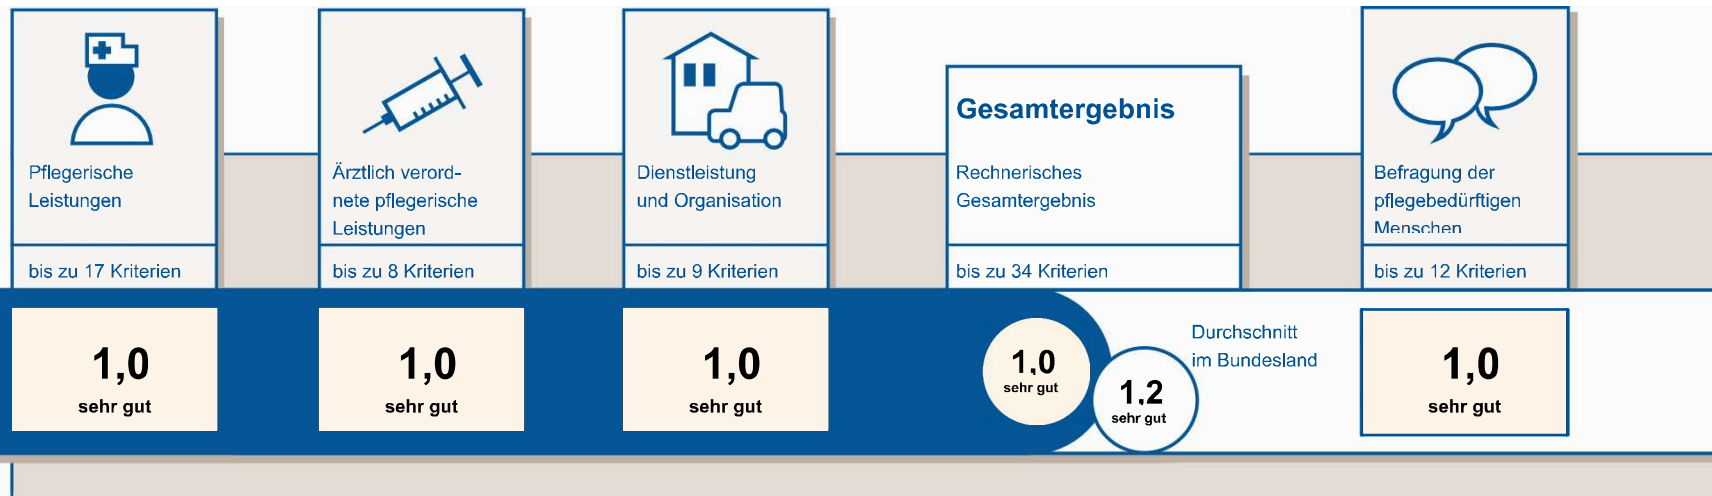 Pflegerische
Leistungen
bis zu 17 Kriterien
1,0
sehr gut
Ärztlich verord-
nete pflegerische
Leistungen
bis zu 8 Kriterien
1,0
sehr gut
Dienstleistung
und Organisation
bis zu 9 Kriterien
1,0
sehr gut
Gesamtergebnis
Rechnerisches
Gesamtergebnis
bis zu 34 Kriterien
1,0
sehr gut
1,2
sehr gut
Durchschnitt
im Bundesland
Befragung der
pflegebedürftigen
Menschen
bis zu 12 Kriterien
1,0
sehr gut